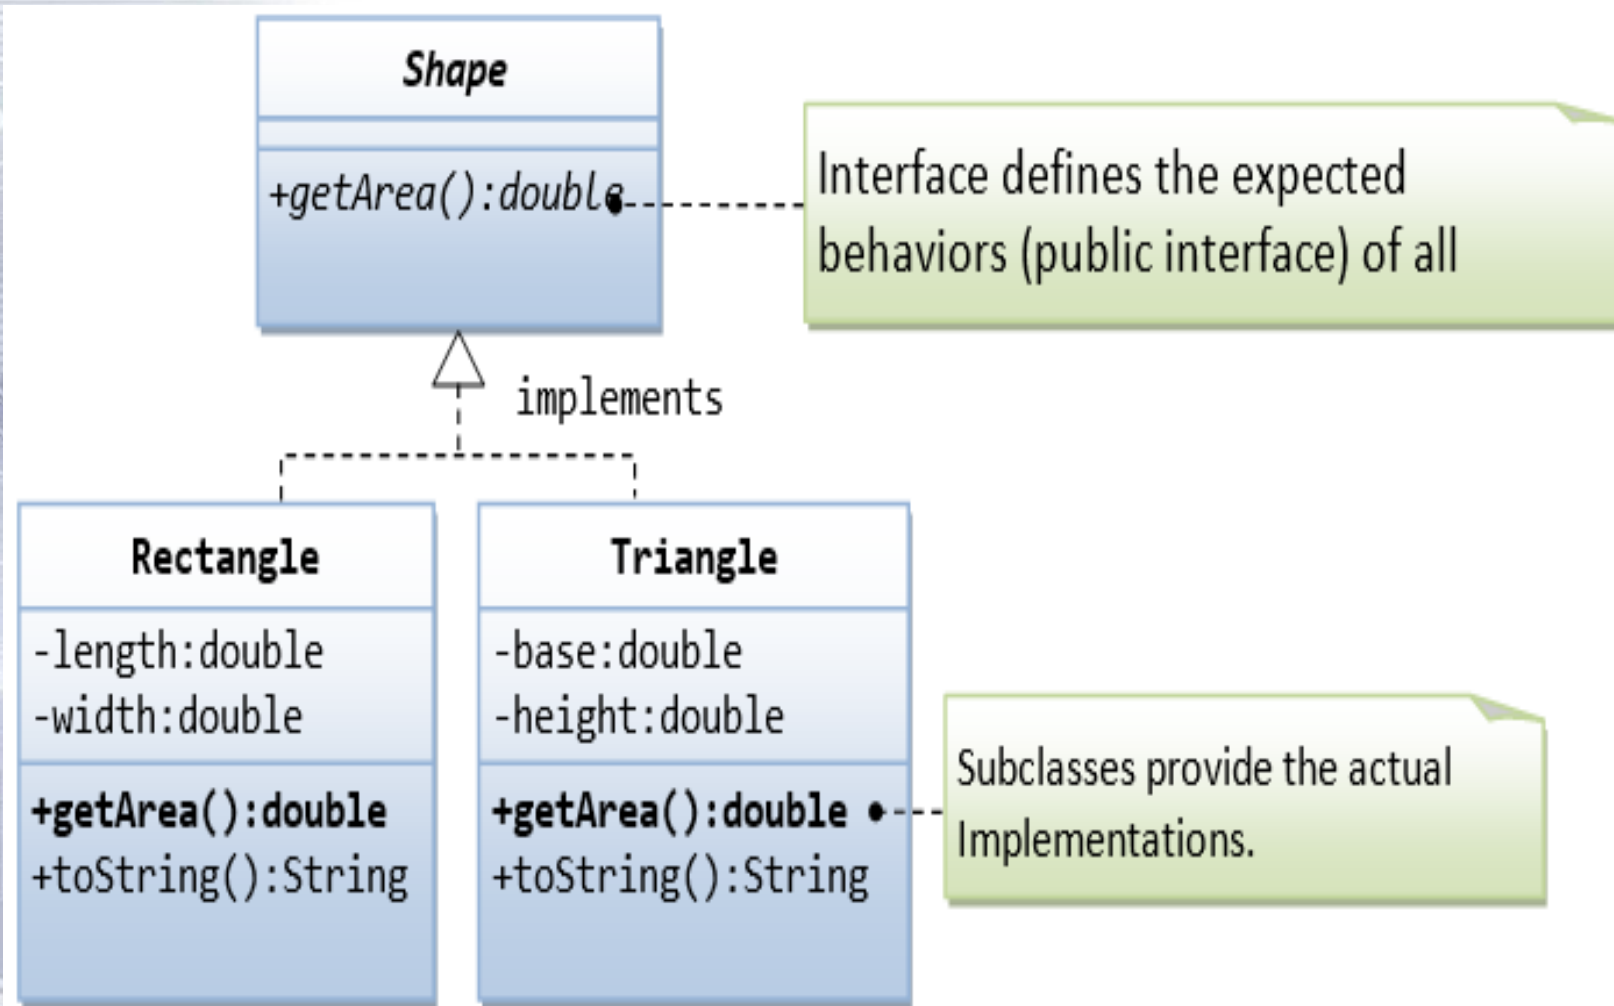 Shape
+getArea():double
Interface defines the expected
behaviors (public interface) of all
implements
Rectangle
-length:double
-width:double
+getArea():double
+toString():String
Triangle
-base:double
-height:double
+getArea():double
+toString():String
Subclasses provide the actual
Implementations.